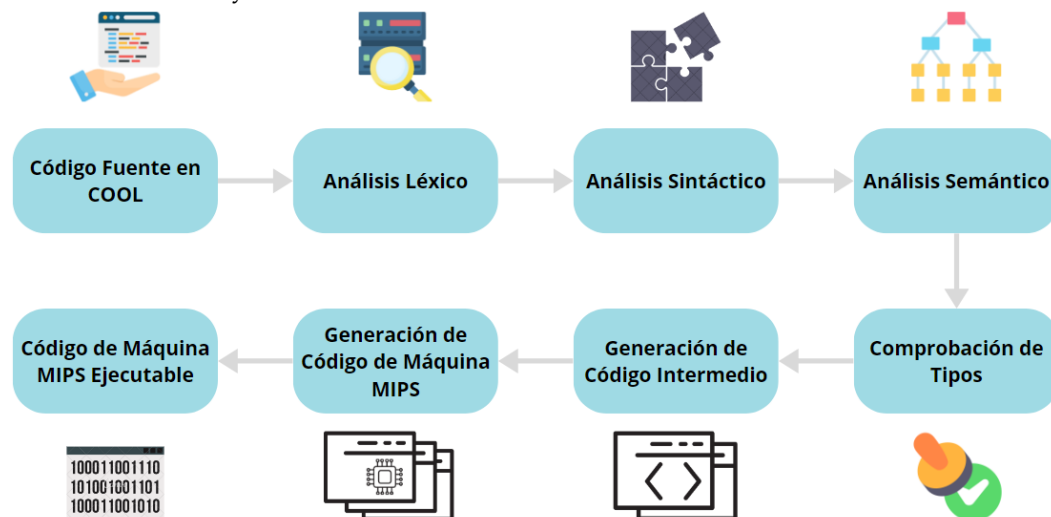 Código Fuente en
COOL
Análisis Léxico
Análisis Sintáctico
Análisis Semántico
Código de Máquina
MIPS Ejecutable
Generación de
Código de Máquina
MIPS
Generación de
Código Intermedio
Comprobación de
Tipos
100011001110
101001001101
100011001010